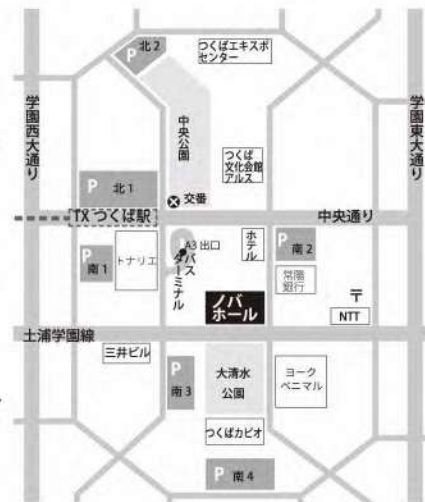 P 北2
つくばエキスポ
センター
学園西大通り
学園東大通り
中央公園
つくば
文化会館
アルス
P 北1
交番
TX つくば駅
中央通り
A3 出口
バス
ターミナル
ホテル
P
南2
P
南1
トナリエ
常陽
銀行
ノバ
ホール
〒
NTT
土浦学園線
三井ビル
P
南3
大清水
公園
ヨーク
ベニマル
つくばカピオ
P 南4